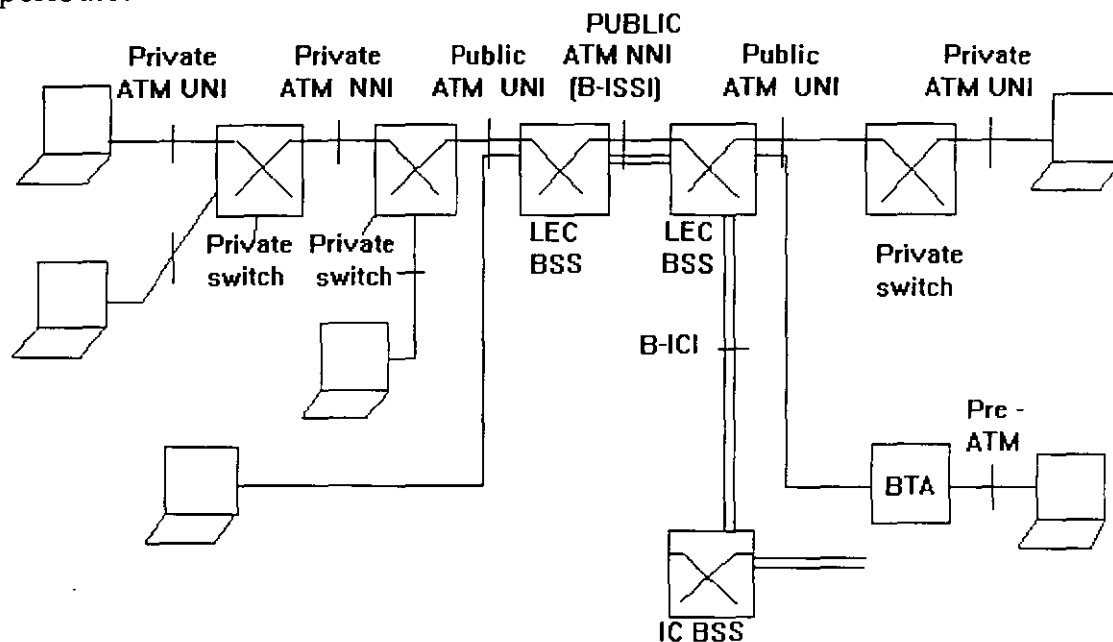 Private
ATM UNI
Private
ATM NNI
Public
ATM UNI
PUBLIC
ATM NNI
(B-ISSI)
Public
ATM UNI
Private
ATM UNI
Private
switch
Private
switch
LEC
BSS
LEC
BSS
Private
switch
B-ICI
Pre -
ATM
BTA
IC BSS